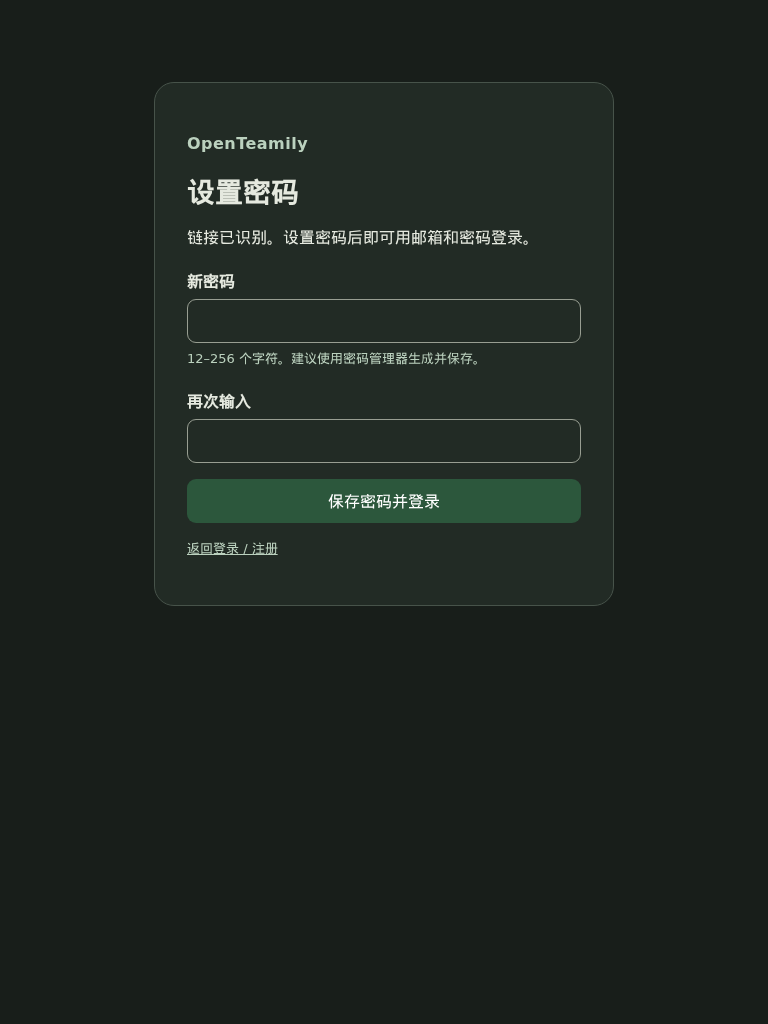 OpenTeamily
设置密码
链接已识别。设置密码后即可用邮箱和密码登录。
新密码
12–256 个字符。建议使用密码管理器生成并保存。
再次输入
保存密码并登录
返回登录 / 注册